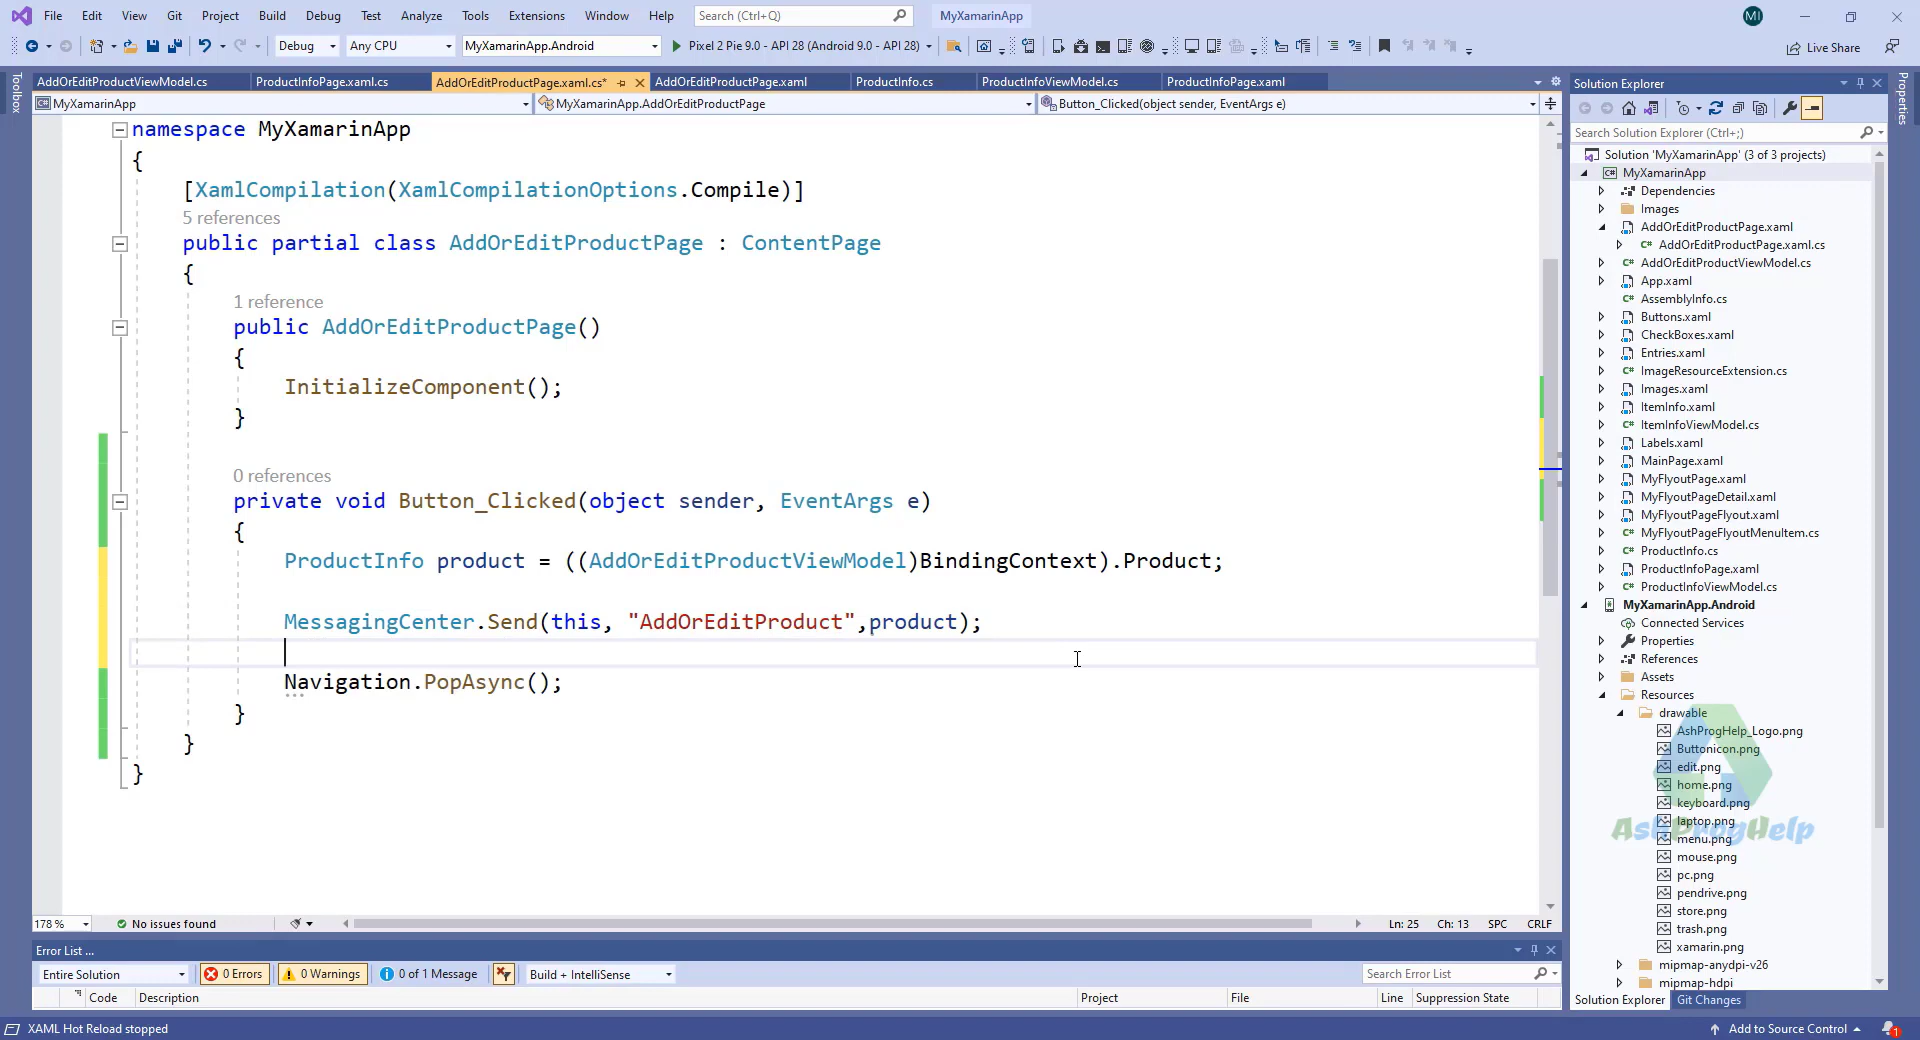 File Edit View Git Project Build Debug Test Analyze Tools Extensions Window Help Search (Ctrl+Q) MyXamarinApp MI
Debug Any CPU MyXamarinApp.Android Pixel 2 Pie 9.0 - API 28 (Android 9.0 - API 28) Live Share
Toolbox
AddOrEditProductViewModel.cs ProductInfoPage.xaml.cs AddOrEditProductPage.xaml.cs* AddOrEditProductPage.xaml ProductInfo.cs ProductInfoViewModel.cs ProductInfoPage.xaml
MyXamarinApp MyXamarinApp.AddOrEditProductPage Button_Clicked(object sender, EventArgs e)
namespace MyXamarinApp
{
[XamlCompilation(XamlCompilationOptions.Compile)]
5 references
public partial class AddOrEditProductPage : ContentPage
{
1 reference
public AddOrEditProductPage()
{
InitializeComponent();
}
0 references
private void Button_Clicked(object sender, EventArgs e)
{
ProductInfo product = ((AddOrEditProductViewModel)BindingContext).Product;
MessagingCenter.Send(this, "AddOrEditProduct",product);
Navigation.PopAsync();
}
}
}
178 % No issues found Ln: 25 Ch: 13 SPC CRLF
Error List ...
Entire Solution 0 Errors 0 Warnings 0 of 1 Message Build + IntelliSense Search Error List
Code Description Project File Line Suppression State
Solution Explorer
Search Solution Explorer (Ctrl+;)
Solution 'MyXamarinApp' (3 of 3 projects)
MyXamarinApp
Dependencies
Images
AddOrEditProductPage.xaml
AddOrEditProductPage.xaml.cs
AddOrEditProductViewModel.cs
App.xaml
AssemblyInfo.cs
Buttons.xaml
CheckBoxes.xaml
Entries.xaml
ImageResourceExtension.cs
Images.xaml
ItemInfo.xaml
ItemInfoViewModel.cs
Labels.xaml
MainPage.xaml
MyFlyoutPage.xaml
MyFlyoutPageDetail.xaml
MyFlyoutPageFlyout.xaml
MyFlyoutPageFlyoutMenuItem.cs
ProductInfo.cs
ProductInfoPage.xaml
ProductInfoViewModel.cs
MyXamarinApp.Android
Connected Services
Properties
References
Assets
Resources
drawable
AshProgHelp_Logo.png
Buttonicon.png
edit.png
home.png
keyboard.png
laptop.png
menu.png
mouse.png
pc.png
pendrive.png
store.png
trash.png
xamarin.png
mipmap-anydpi-v26
mipmap-hdpi
AshProgHelp
Solution Explorer Git Changes
Properties
XAML Hot Reload stopped Add to Source Control 1